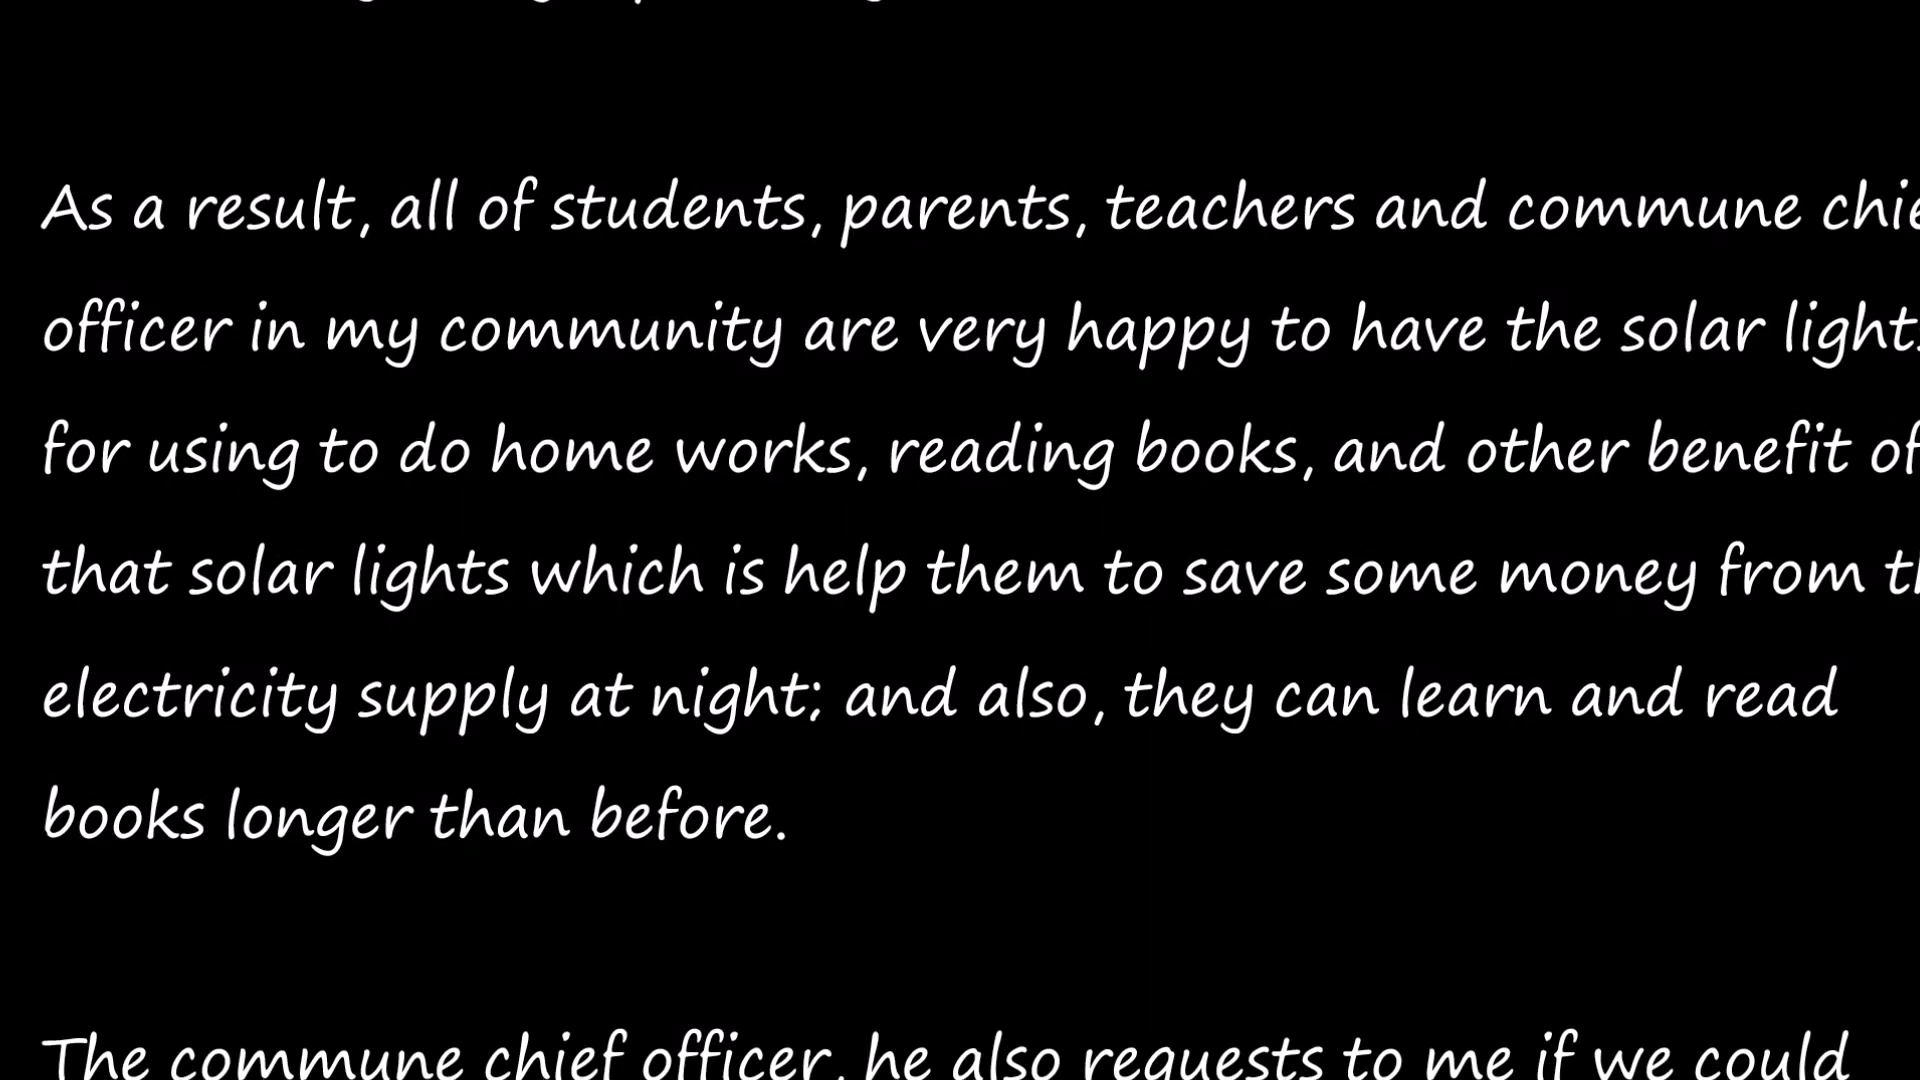 As a result, all of students, parents, teachers and commune chie
officer in my community are very happy to have the solar lights
for using to do home works, reading books, and other benefit of
that solar lights which is help them to save some money from th
electricity supply at night; and also, they can learn and read
books longer than before.
The commune chief officer, he also requests to me if we could